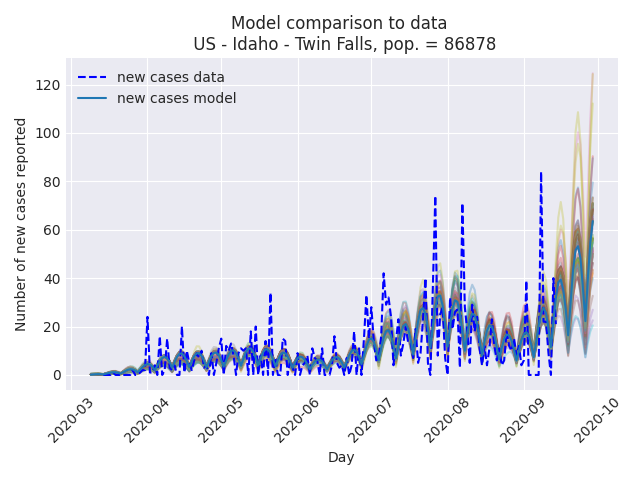 Model comparison to data
US - Idaho - Twin Falls, pop. = 86878
new cases data
new cases model
Number of new cases reported
120
100
80
60
40
20
0
2020-03
2020-04
2020-05
2020-06
2020-07
2020-08
2020-09
2020-10
Day